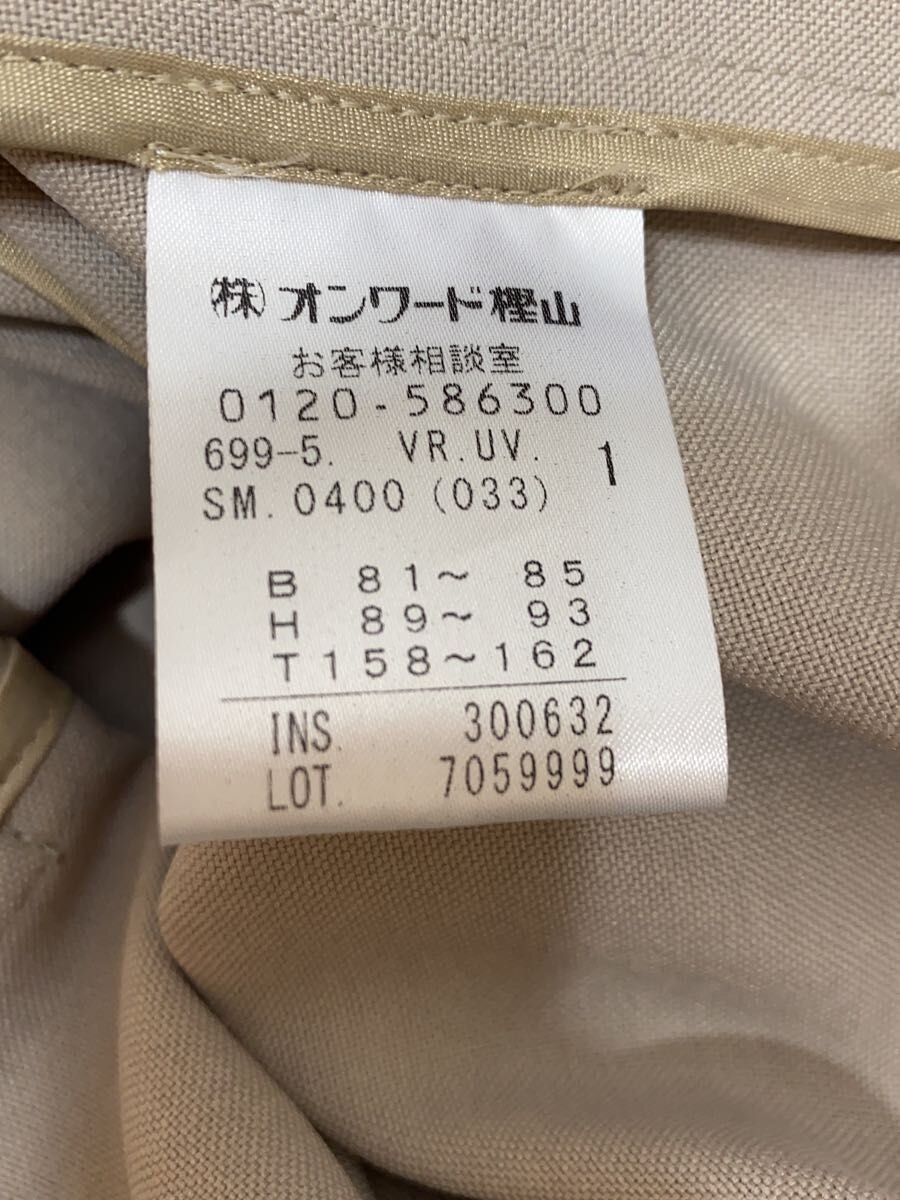 ㈱オンワード樫山
お客様相談室
0120-586300
699-5. VR.UV. 1
SM. 0400 (033)
B 81~ 85
H 89~ 93
T158~162
INS. 300632
LOT. 7059999